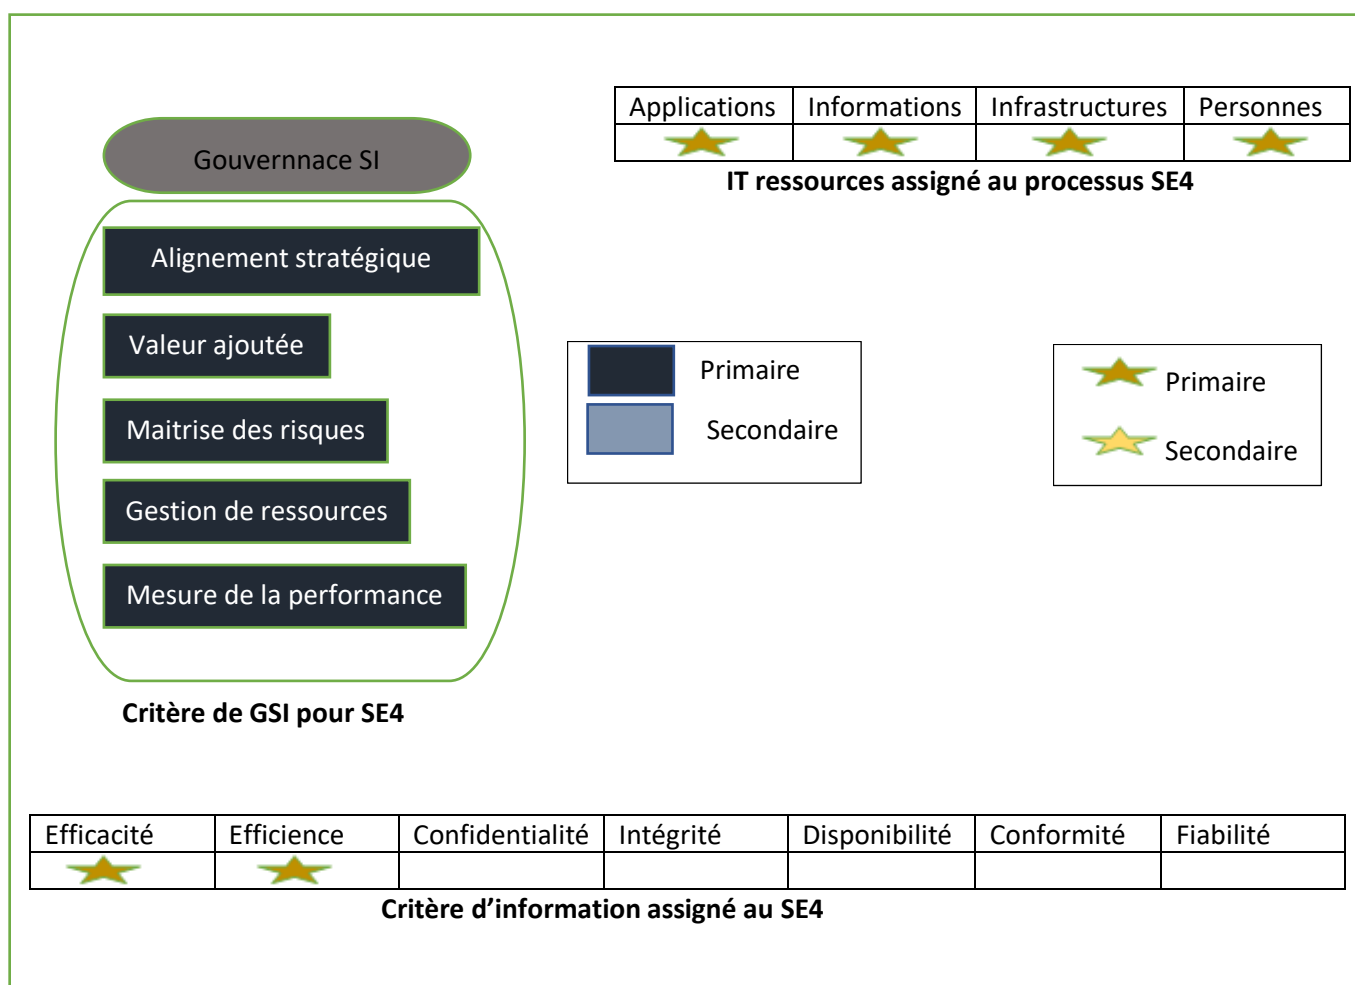 Applications Informations Infrastructures Personnes
IT ressources assigné au processus SE4
Gouvernnace SI
Alignement stratégique
Valeur ajoutée
Maitrise des risques
Gestion de ressources
Mesure de la performance
Critère de GSI pour SE4
Primaire
Secondaire
Primaire
Secondaire
Efficacité Efficience Confidentialité Intégrité Disponibilité Conformité Fiabilité
Critère d’information assigné au SE4